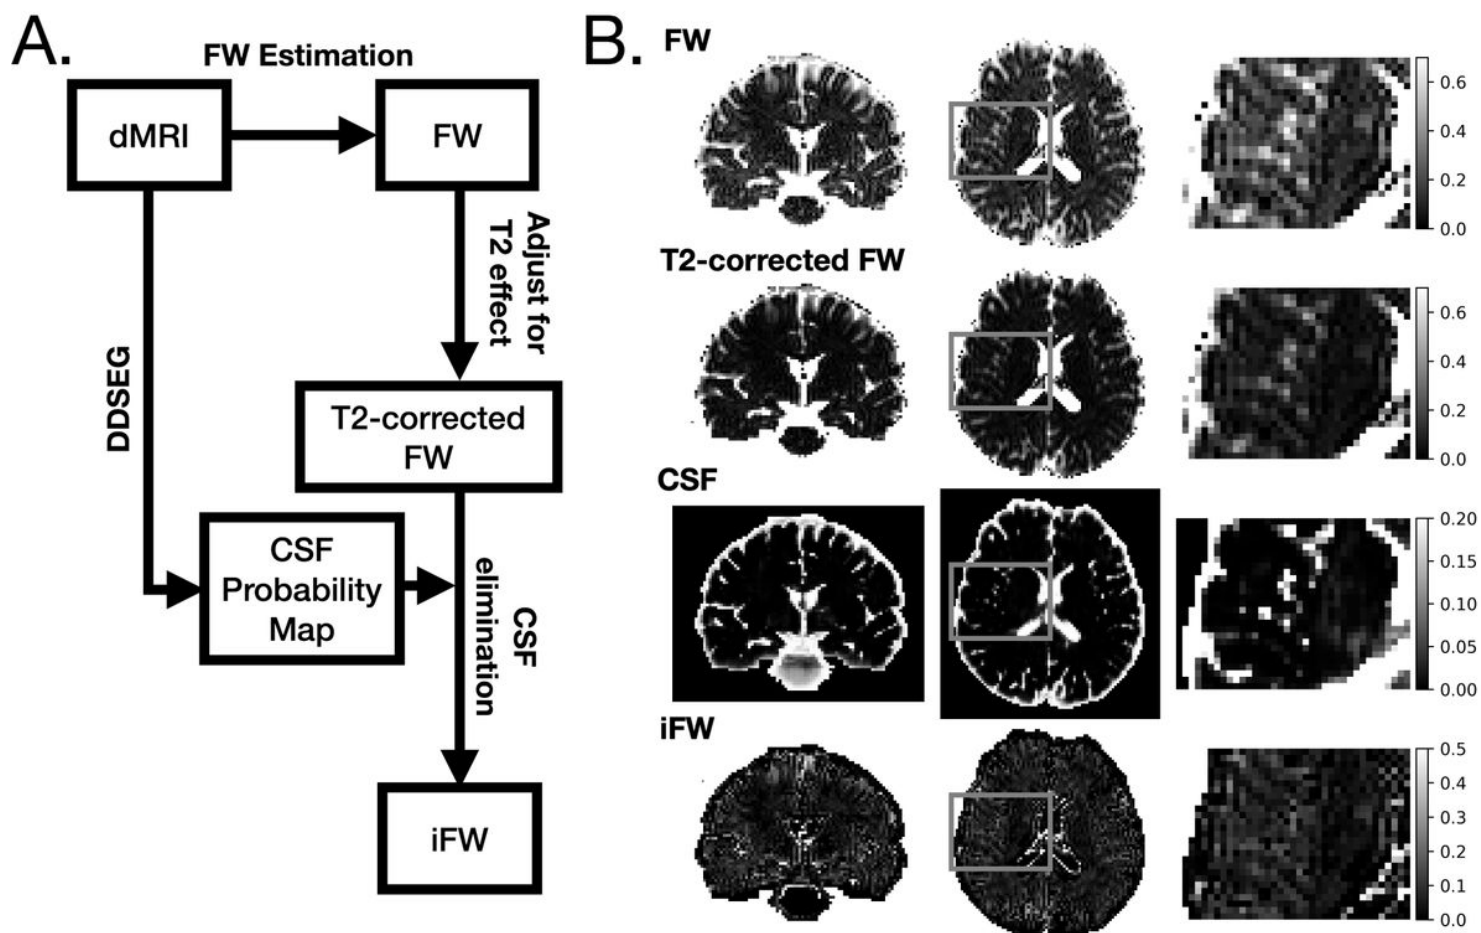 A.
FW Estimation
dMRI
FW
Adjust for
T2 effect
DDSEG
T2-corrected
FW
CSF
Probability
Map
CSF
elimination
iFW
B.
FW
0.6
0.4
0.2
0.0
T2-corrected FW
0.6
0.4
0.2
0.0
CSF
0.20
0.15
0.10
0.05
0.00
iFW
0.5
0.4
0.3
0.2
0.1
0.0